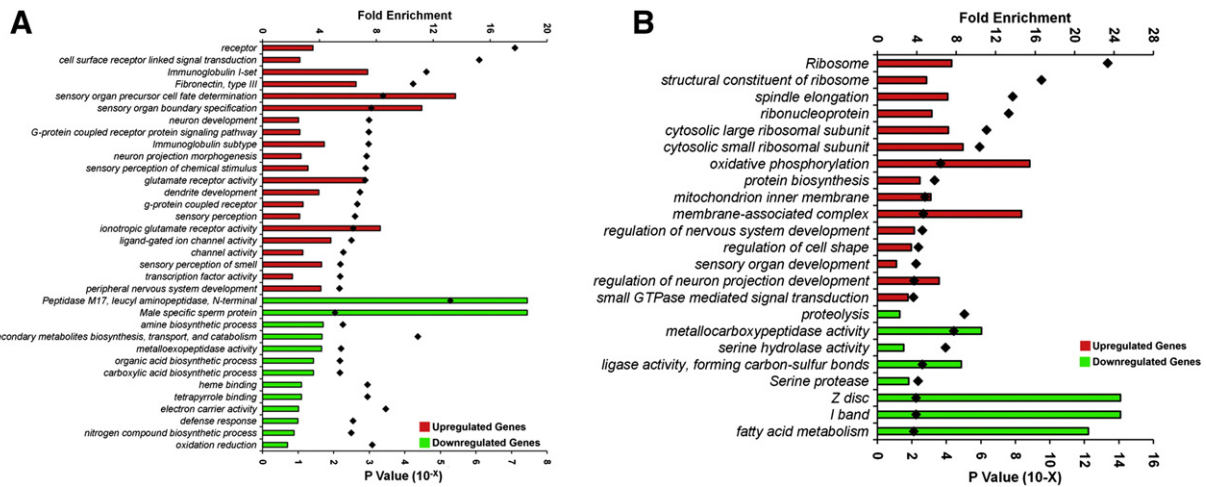 A
Fold Enrichment
0 4 8 12 16 20
receptor
cell surface receptor linked signal transduction
Immunoglobulin I-set
Fibronectin, type III
sensory organ precursor cell fate determination
sensory organ boundary specification
neuron development
G-protein coupled receptor protein signaling pathway
Immunoglobulin subtype
neuron projection morphogenesis
sensory perception of chemical stimulus
glutamate receptor activity
dendrite development
g-protein coupled receptor
sensory perception
ionotropic glutamate receptor activity
ligand-gated ion channel activity
channel activity
sensory perception of smell
transcription factor activity
peripheral nervous system development
Peptidase M17, leucyl aminopeptidase, N-terminal
Male specific sperm protein
amine biosynthetic process
econdary metabolites biosynthesis, transport, and catabolism
metalloexopeptidase activity
organic acid biosynthetic process
carboxylic acid biosynthetic process
heme binding
tetrapyrrole binding
electron carrier activity
defense response
nitrogen compound biosynthetic process
oxidation reduction
Upregulated Genes
Downregulated Genes
0 1 2 3 4 5 6 7 8
P Value (10-X)
B
Fold Enrichment
0 4 8 12 16 20 24 28
Ribosome
structural constituent of ribosome
spindle elongation
ribonucleoprotein
cytosolic large ribosomal subunit
cytosolic small ribosomal subunit
oxidative phosphorylation
protein biosynthesis
mitochondrion inner membrane
membrane-associated complex
regulation of nervous system development
regulation of cell shape
sensory organ development
regulation of neuron projection development
small GTPase mediated signal transduction
proteolysis
metallocarboxypeptidase activity
serine hydrolase activity
ligase activity, forming carbon-sulfur bonds
Serine protease
Z disc
I band
fatty acid metabolism
Upregulated Genes
Downregulated Genes
0 2 4 6 8 10 12 14 16
P Value (10-X)